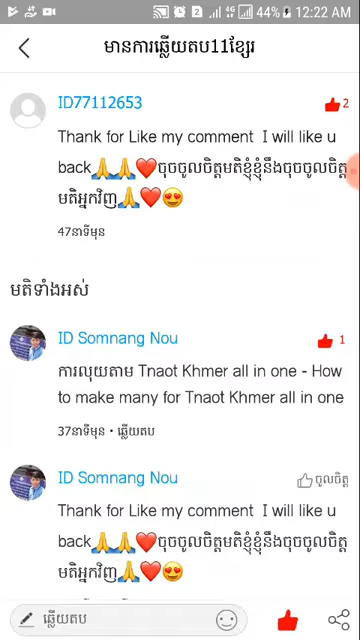 2 4G 44% 12:22 AM
មានការឆ្លើយតប11ខ្សែរ
ID77112653 2
Thank for Like my comment I will like u
back🙏🙏❤️ចុចចូលចិត្តមតិខ្ញុំខ្ញុំនឹងចុចចូលចិត្ត
មតិអ្នកវិញ🙏❤️😍
47នាទីមុន
មតិទាំងអស់
ID Somnang Nou 1
ការលុយតាម Tnaot Khmer all in one - How
to make many for Tnaot Khmer all in one
37នាទីមុន • ឆ្លើយតប
ID Somnang Nou ចូលចិត្ត
Thank for Like my comment I will like u
back🙏🙏❤️ចុចចូលចិត្តមតិខ្ញុំខ្ញុំនឹងចុចចូលចិត្ត
មតិអ្នកវិញ🙏❤️😍
ឆ្លើយតប